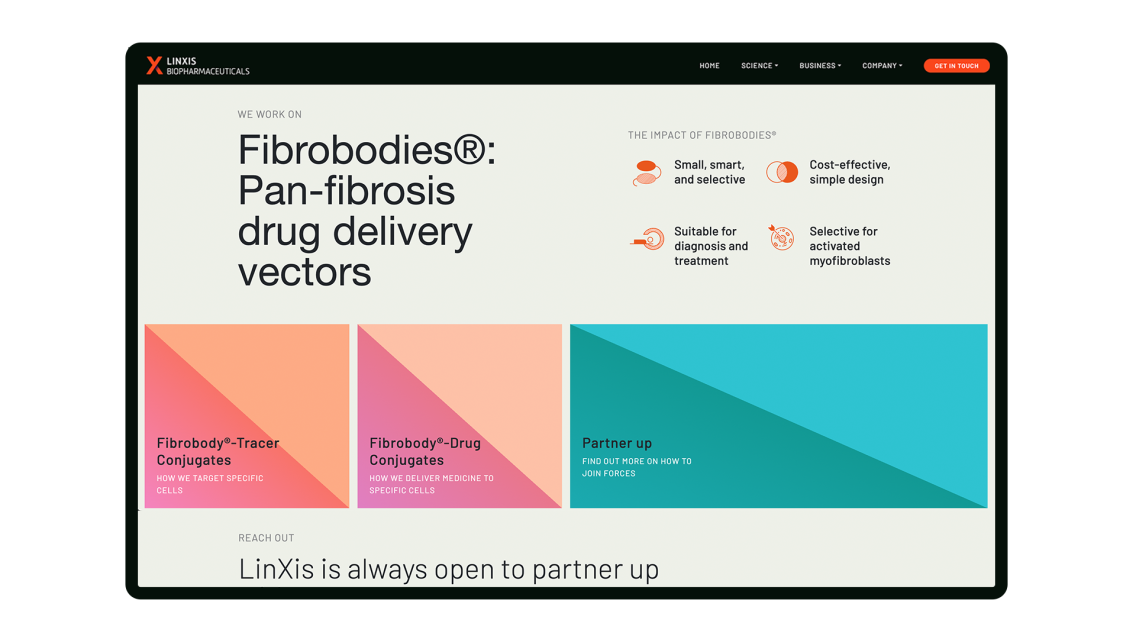 LINXIS
BIOPHARMACEUTICALS
HOME
SCIENCE
BUSINESS
COMPANY
GET IN TOUCH
WE WORK ON
Fibrobodies®:
Pan-fibrosis
drug delivery
vectors
THE IMPACT OF FIBROBODIES®
Small, smart,
and selective
Cost-effective,
simple design
Suitable for
diagnosis and
treatment
Selective for
activated
myofibroblasts
Fibrobody®-Tracer
Conjugates
HOW WE TARGET SPECIFIC
CELLS
Fibrobody®-Drug
Conjugates
HOW WE DELIVER MEDICINE TO
SPECIFIC CELLS
Partner up
FIND OUT MORE ON HOW TO
JOIN FORCES
REACH OUT
LinXis is always open to partner up